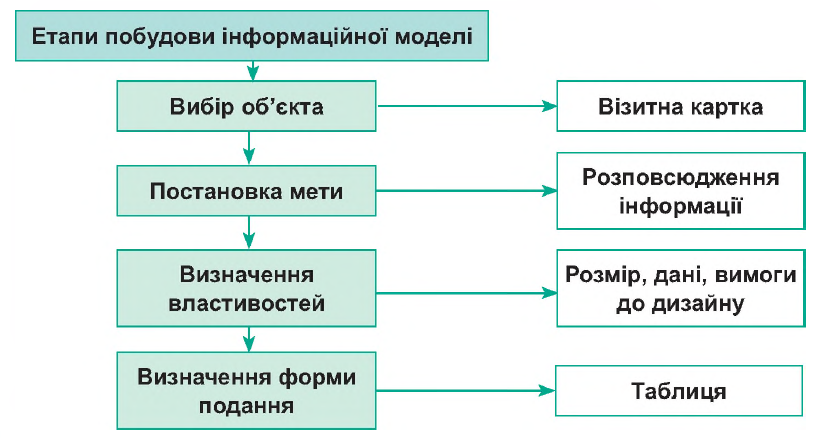 Етапи побудови інформаційної моделі
Вибір об’єкта
Візитна картка
Постановка мети
Розповсюдження
інформації
Визначення
властивостей
Розмір, дані, вимоги
до дизайну
Визначення форми
подання
Таблиця